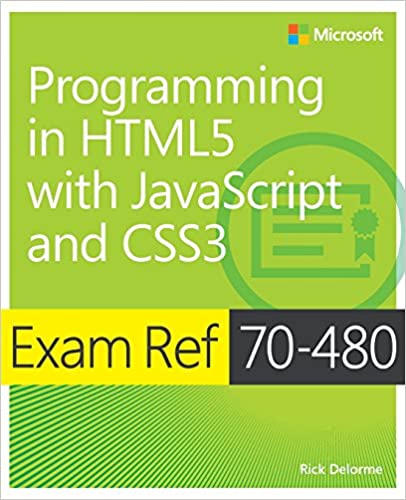 Microsoft
Programming
in HTML5
with JavaScript
and CSS3
Exam Ref 70-480
Rick Delorme